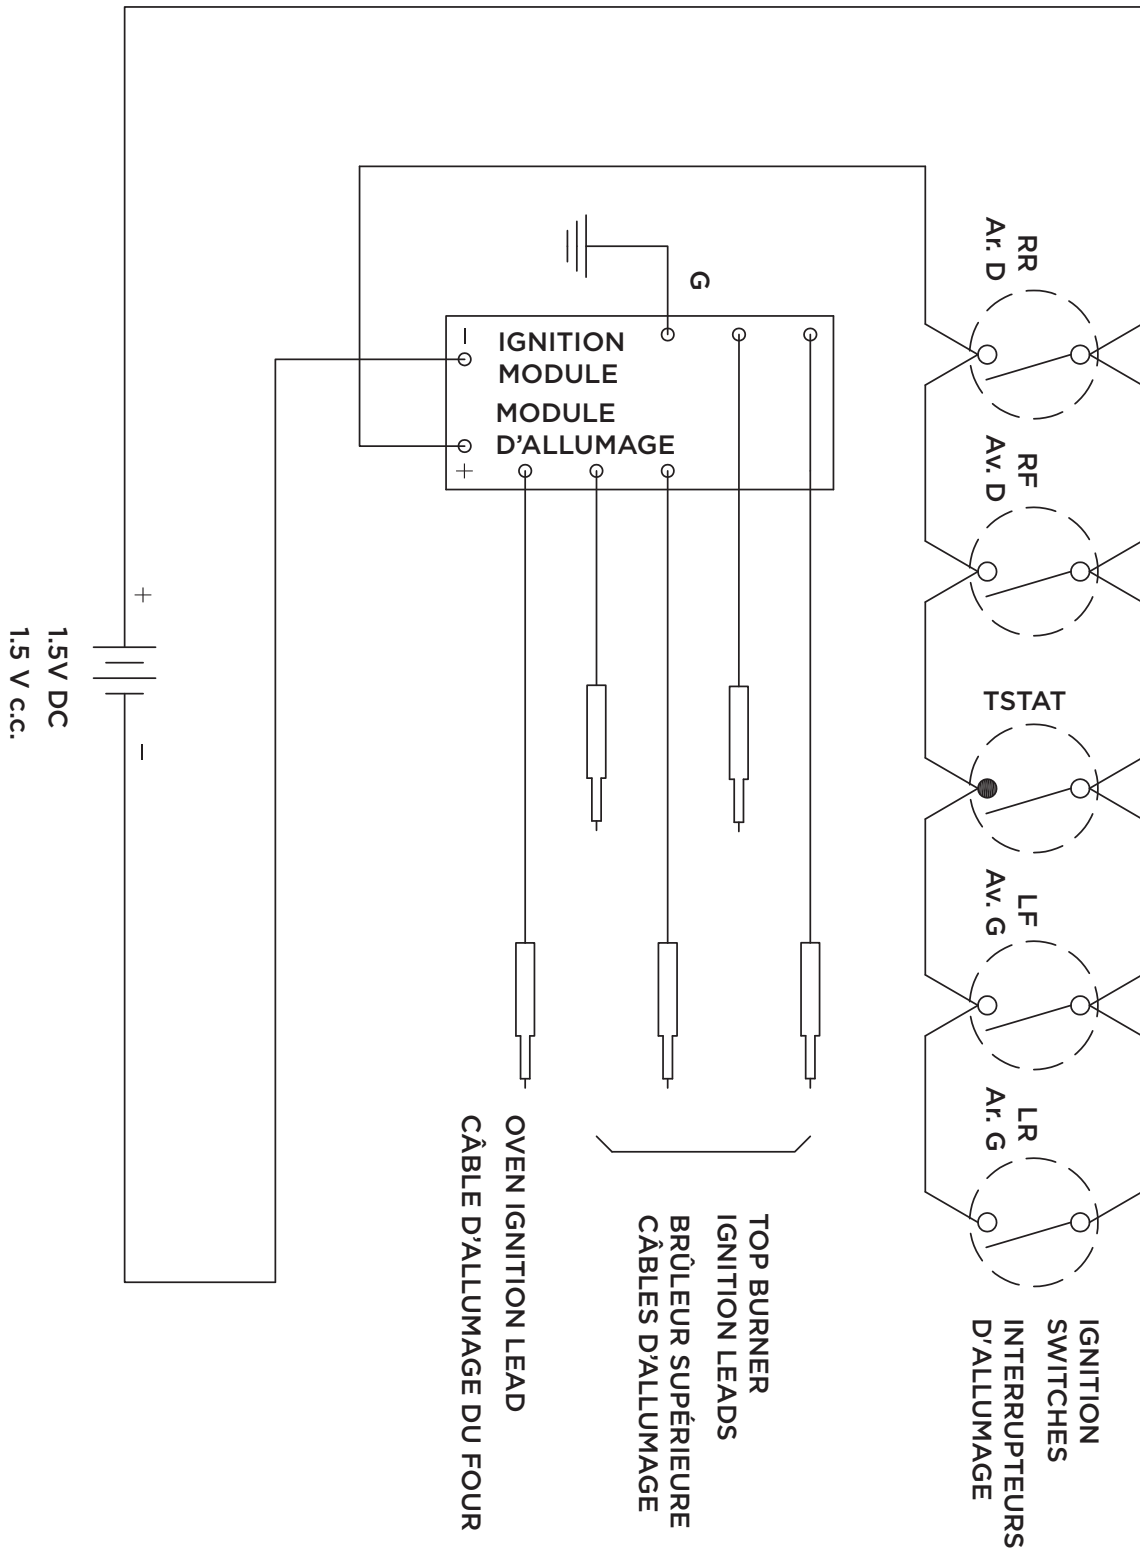 RR
Ar. D
G
IGNITION
MODULE
MODULE
D'ALLUMAGE
−
+
RF
Av. D
TSTAT
LF
Av. G
LR
Ar. G
IGNITION
SWITCHES
INTERRUPTEURS
D'ALLUMAGE
+
−
1.5V DC
1.5 V c.c.
TOP BURNER
IGNITION LEADS
BRÛLEUR SUPÉRIEURE
CÂBLES D'ALLUMAGE
OVEN IGNITION LEAD
CÂBLE D'ALLUMAGE DU FOUR